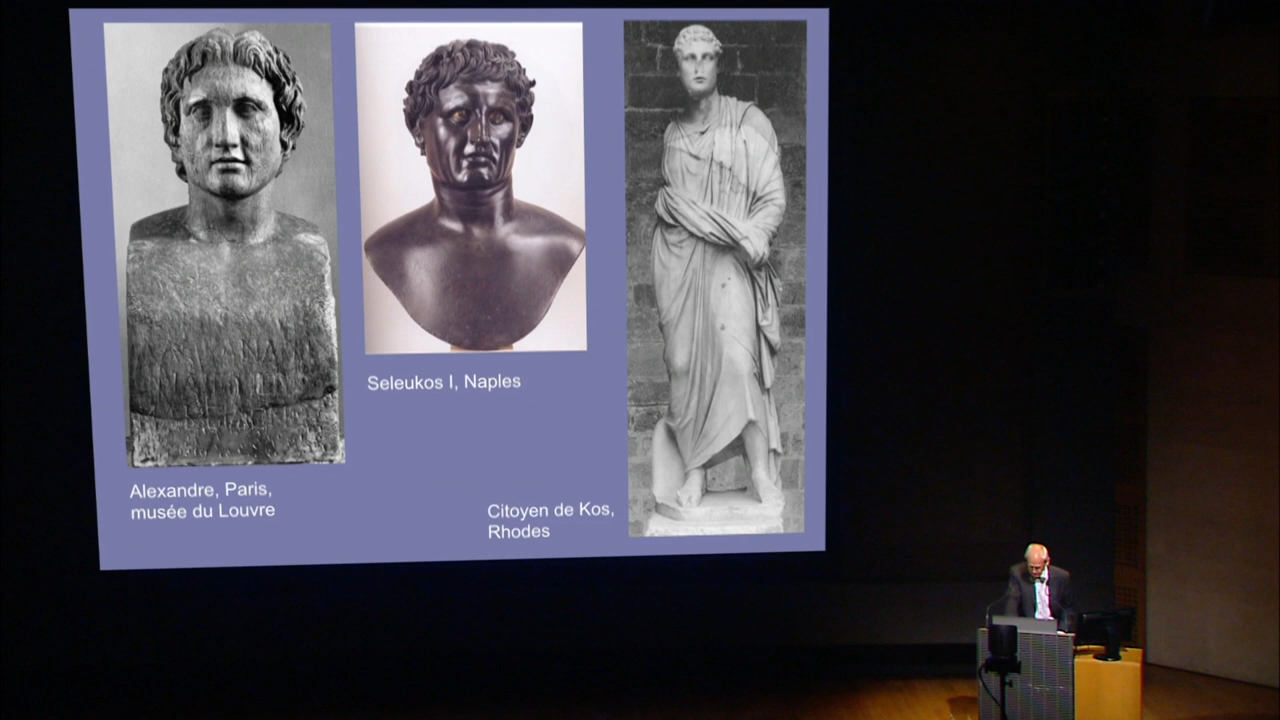 Alexandre, Paris,
musée du Louvre
Seleukos I, Naples
Citoyen de Kos,
Rhodes